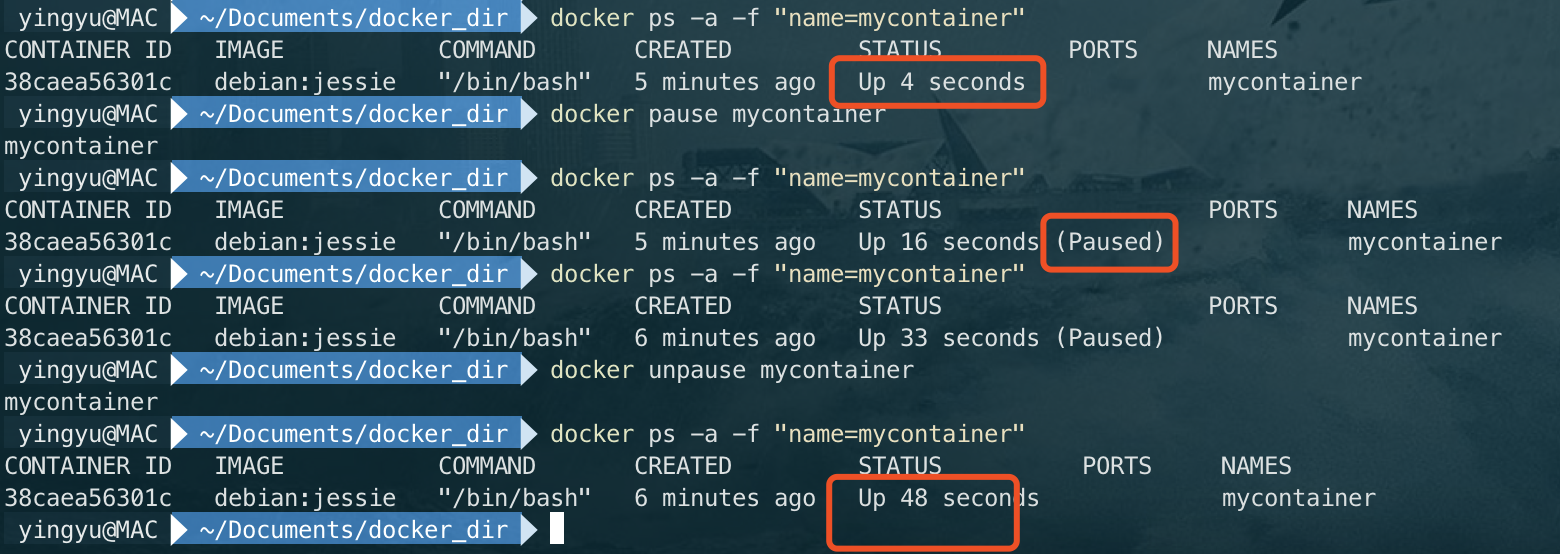 yingyu@MAC ~/Documents/docker_dir docker ps -a -f "name=mycontainer"
CONTAINER ID IMAGE COMMAND CREATED STATUS PORTS NAMES
38caea56301c debian:jessie "/bin/bash" 5 minutes ago Up 4 seconds mycontainer
yingyu@MAC ~/Documents/docker_dir docker pause mycontainer
mycontainer
yingyu@MAC ~/Documents/docker_dir docker ps -a -f "name=mycontainer"
CONTAINER ID IMAGE COMMAND CREATED STATUS PORTS NAMES
38caea56301c debian:jessie "/bin/bash" 5 minutes ago Up 16 seconds (Paused) mycontainer
yingyu@MAC ~/Documents/docker_dir docker ps -a -f "name=mycontainer"
CONTAINER ID IMAGE COMMAND CREATED STATUS PORTS NAMES
38caea56301c debian:jessie "/bin/bash" 6 minutes ago Up 33 seconds (Paused) mycontainer
yingyu@MAC ~/Documents/docker_dir docker unpause mycontainer
mycontainer
yingyu@MAC ~/Documents/docker_dir docker ps -a -f "name=mycontainer"
CONTAINER ID IMAGE COMMAND CREATED STATUS PORTS NAMES
38caea56301c debian:jessie "/bin/bash" 6 minutes ago Up 48 seconds mycontainer
yingyu@MAC ~/Documents/docker_dir